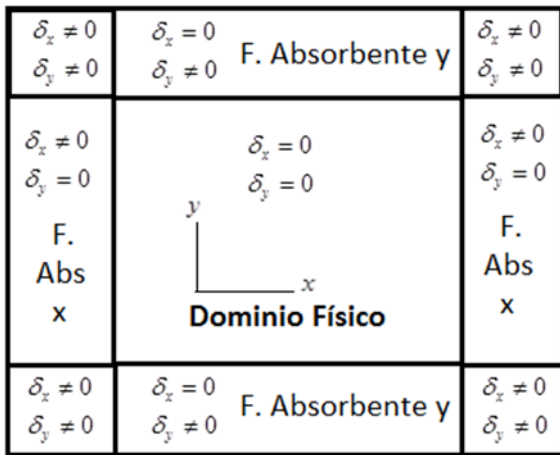 δx ≠ 0
δy ≠ 0
δx = 0
δy ≠ 0
F. Absorbente y
δx ≠ 0
δy ≠ 0
δx ≠ 0
δy = 0
F.
Abs
x
δx = 0
δy = 0
y
x
Dominio Físico
δx ≠ 0
δy = 0
F.
Abs
x
δx ≠ 0
δy ≠ 0
δx = 0
δy ≠ 0
F. Absorbente y
δx ≠ 0
δy ≠ 0